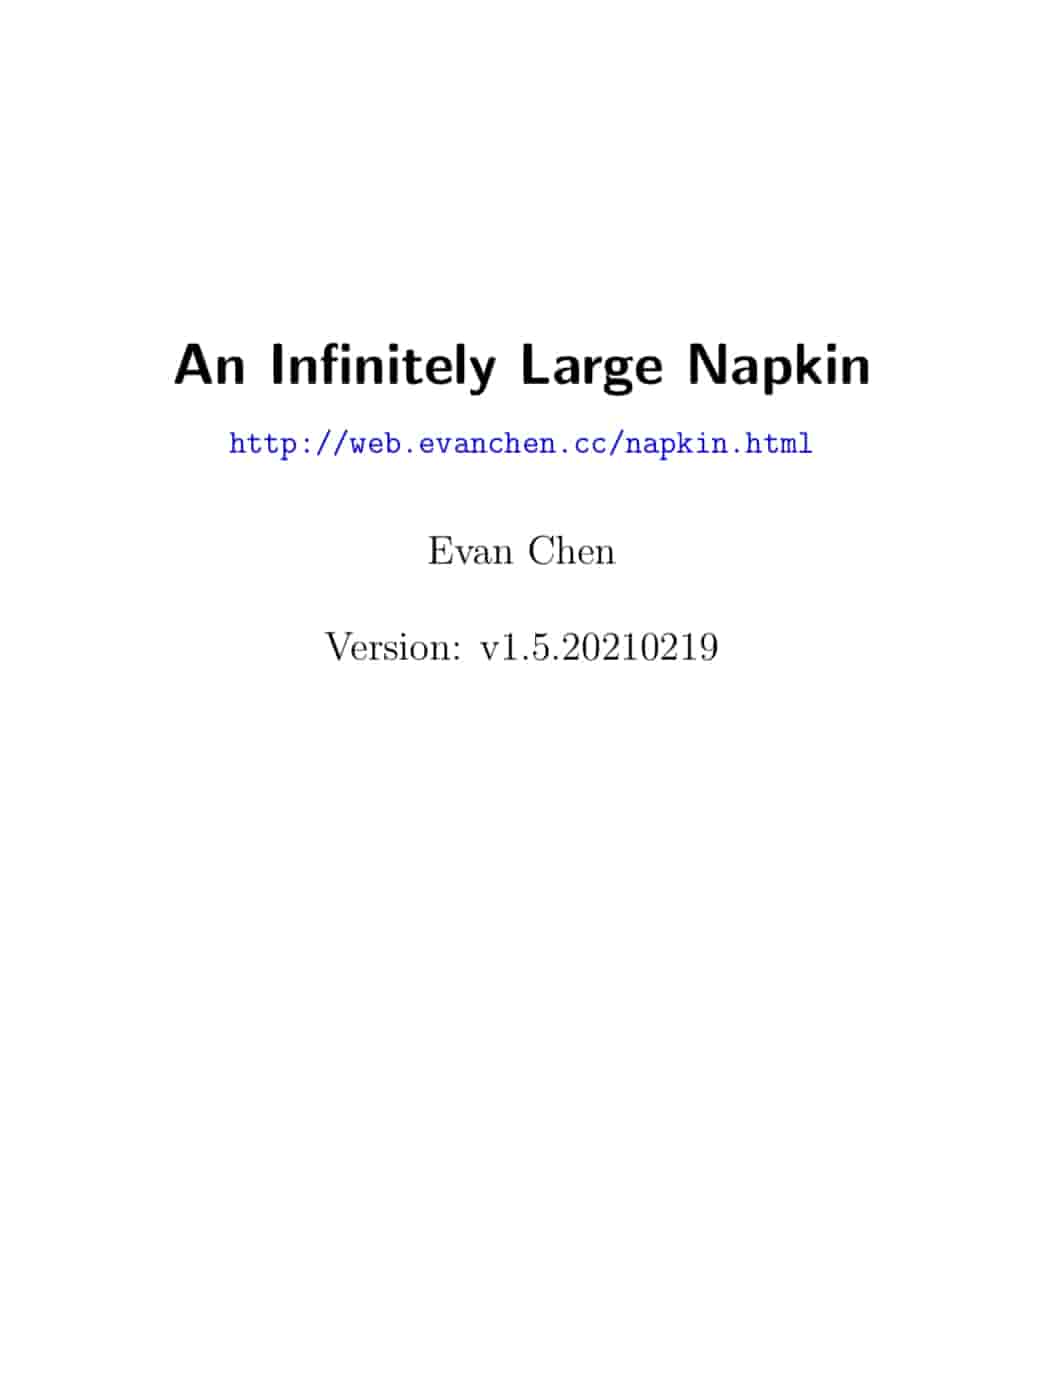 An Infinitely Large Napkin
http://web.evanchen.cc/napkin.html
Evan Chen
Version: v1.5.20210219